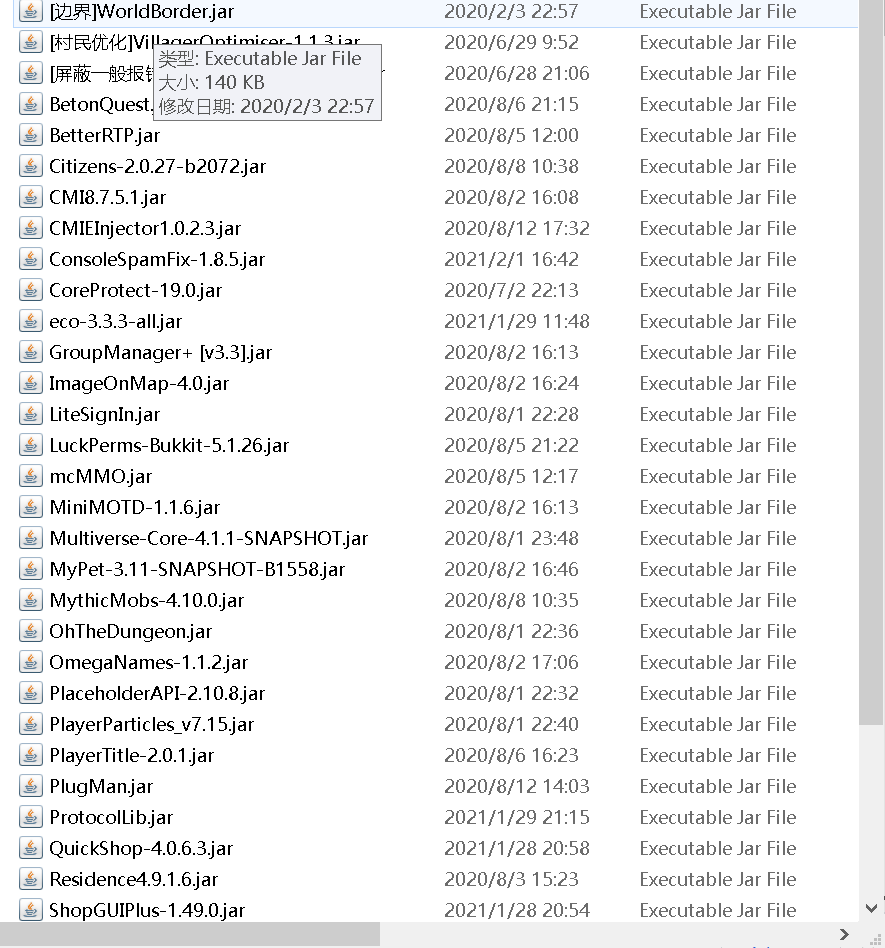 [边界]WorldBorder.jar 2020/2/3 22:57 Executable Jar File
[村民优化]VillagerOptimiser-1.1.3.jar 2020/6/29 9:52 Executable Jar File
类型: Executable Jar File
[屏蔽一般报错 2020/6/28 21:06 Executable Jar File
大小: 140 KB
BetonQuest. 2020/8/6 21:15 Executable Jar File
修改日期: 2020/2/3 22:57
BetterRTP.jar 2020/8/5 12:00 Executable Jar File
Citizens-2.0.27-b2072.jar 2020/8/8 10:38 Executable Jar File
CMI8.7.5.1.jar 2020/8/2 16:08 Executable Jar File
CMIEInjector1.0.2.3.jar 2020/8/12 17:32 Executable Jar File
ConsoleSpamFix-1.8.5.jar 2021/2/1 16:42 Executable Jar File
CoreProtect-19.0.jar 2020/7/2 22:13 Executable Jar File
eco-3.3.3-all.jar 2021/1/29 11:48 Executable Jar File
GroupManager+ [v3.3].jar 2020/8/2 16:13 Executable Jar File
ImageOnMap-4.0.jar 2020/8/2 16:24 Executable Jar File
LiteSignIn.jar 2020/8/1 22:28 Executable Jar File
LuckPerms-Bukkit-5.1.26.jar 2020/8/5 21:22 Executable Jar File
mcMMO.jar 2020/8/5 12:17 Executable Jar File
MiniMOTD-1.1.6.jar 2020/8/2 16:13 Executable Jar File
Multiverse-Core-4.1.1-SNAPSHOT.jar 2020/8/1 23:48 Executable Jar File
MyPet-3.11-SNAPSHOT-B1558.jar 2020/8/2 16:46 Executable Jar File
MythicMobs-4.10.0.jar 2020/8/8 10:35 Executable Jar File
OhTheDungeon.jar 2020/8/1 22:36 Executable Jar File
OmegaNames-1.1.2.jar 2020/8/2 17:06 Executable Jar File
PlaceholderAPI-2.10.8.jar 2020/8/1 22:32 Executable Jar File
PlayerParticles_v7.15.jar 2020/8/1 22:40 Executable Jar File
PlayerTitle-2.0.1.jar 2020/8/6 16:23 Executable Jar File
PlugMan.jar 2020/8/12 14:03 Executable Jar File
ProtocolLib.jar 2021/1/29 21:15 Executable Jar File
QuickShop-4.0.6.3.jar 2021/1/28 20:58 Executable Jar File
Residence4.9.1.6.jar 2020/8/3 15:23 Executable Jar File
ShopGUIPlus-1.49.0.jar 2021/1/28 20:54 Executable Jar File